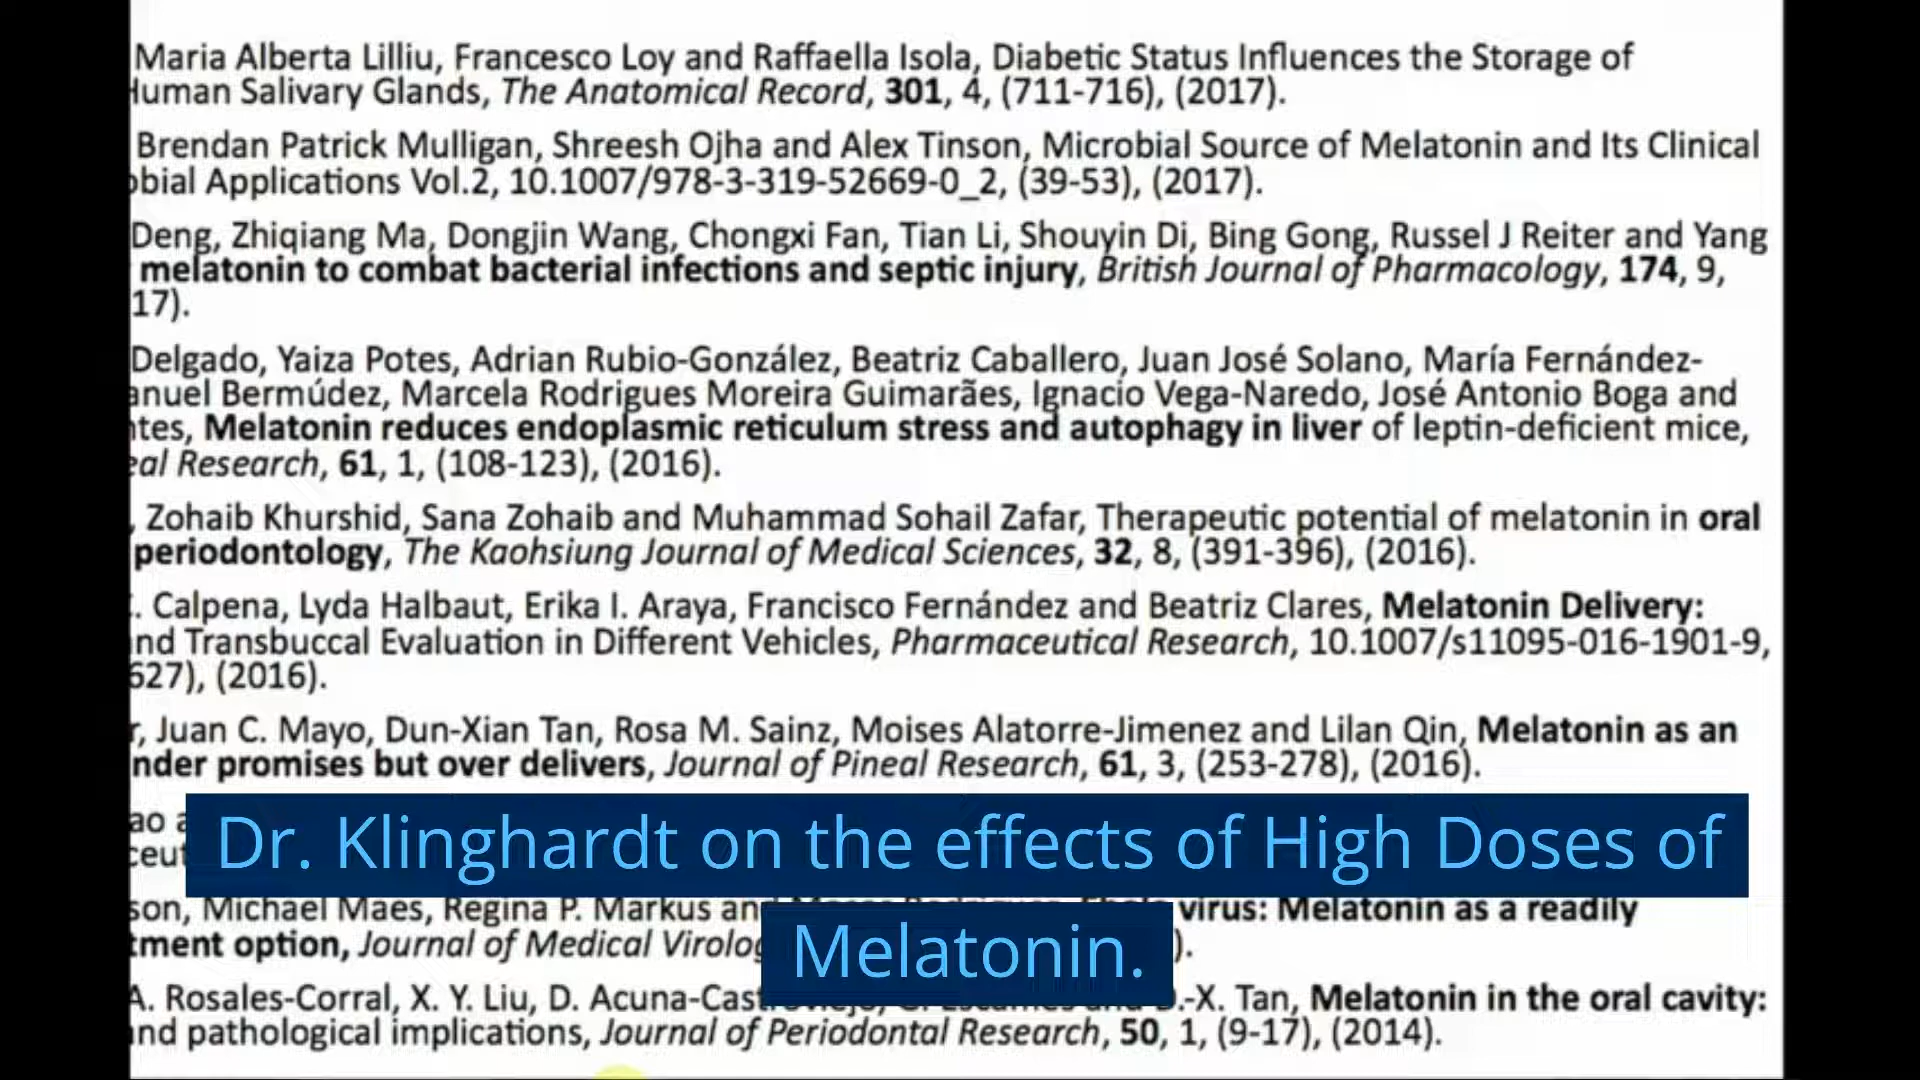 Maria Alberta Lilliu, Francesco Loy and Raffaella Isola, Diabetic Status Influences the Storage of
Human Salivary Glands, The Anatomical Record, 301, 4, (711-716), (2017).
Brendan Patrick Mulligan, Shreesh Ojha and Alex Tinson, Microbial Source of Melatonin and Its Clinical
obial Applications Vol.2, 10.1007/978-3-319-52669-0_2, (39-53), (2017).
Deng, Zhiqiang Ma, Dongjin Wang, Chongxi Fan, Tian Li, Shouyin Di, Bing Gong, Russel J Reiter and Yang
melatonin to combat bacterial infections and septic injury, British Journal of Pharmacology, 174, 9,
17).
Delgado, Yaiza Potes, Adrian Rubio-González, Beatriz Caballero, Juan José Solano, María Fernández-
anuel Bermúdez, Marcela Rodrigues Moreira Guimarães, Ignacio Vega-Naredo, José Antonio Boga and
ntes, Melatonin reduces endoplasmic reticulum stress and autophagy in liver of leptin-deficient mice,
eal Research, 61, 1, (108-123), (2016).
, Zohaib Khurshid, Sana Zohaib and Muhammad Sohail Zafar, Therapeutic potential of melatonin in oral
periodontology, The Kaohsiung Journal of Medical Sciences, 32, 8, (391-396), (2016).
. Calpena, Lyda Halbaut, Erika I. Araya, Francisco Fernández and Beatriz Clares, Melatonin Delivery:
nd Transbuccal Evaluation in Different Vehicles, Pharmaceutical Research, 10.1007/s11095-016-1901-9,
627), (2016).
r, Juan C. Mayo, Dun-Xian Tan, Rosa M. Sainz, Moises Alatorre-Jimenez and Lilan Qin, Melatonin as an
nder promises but over delivers, Journal of Pineal Research, 61, 3, (253-278), (2016).
ao a
ceut
Dr. Klinghardt on the effects of High Doses of
Melatonin.
son, Michael Maes, Regina P. Markus an virus: Melatonin as a readily
tment option, Journal of Medical Virolog ).
A. Rosales-Corral, X. Y. Liu, D. Acuna-Cast .-X. Tan, Melatonin in the oral cavity:
nd pathological implications, Journal of Periodontal Research, 50, 1, (9-17), (2014).